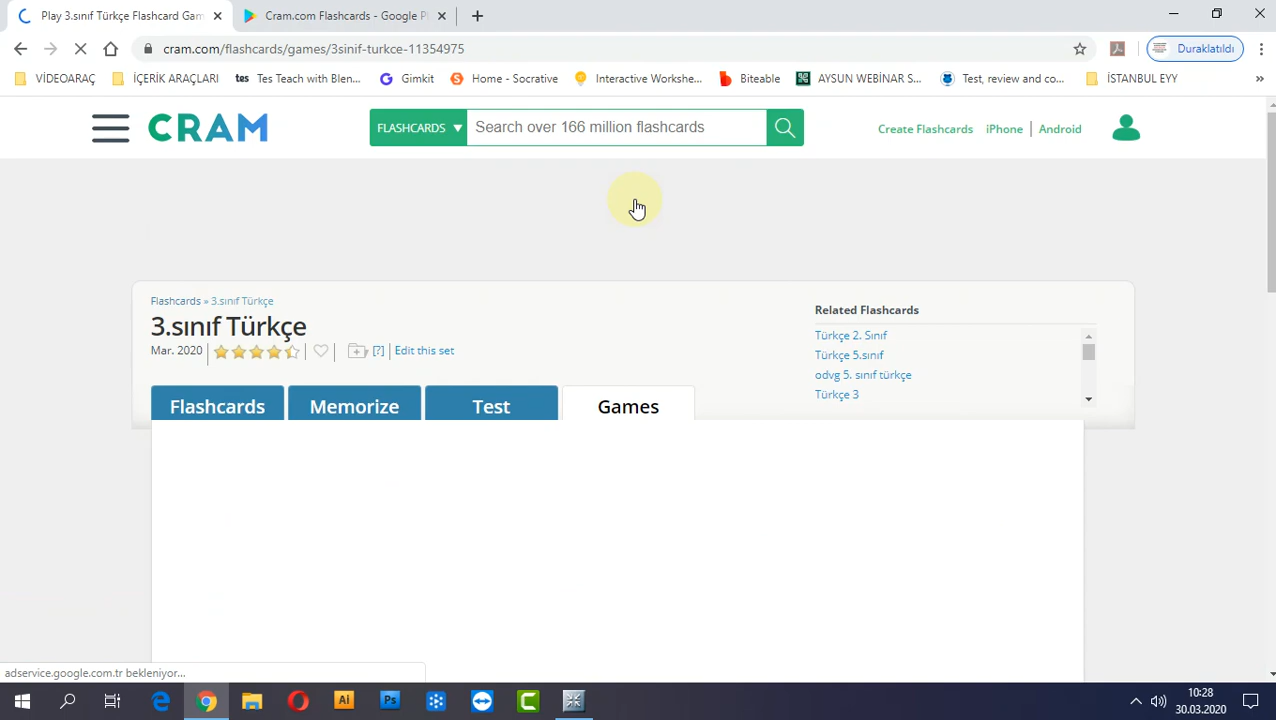 Play 3.sınıf Türkçe Flashcard Gam
Cram.com Flashcards - Google Pl
cram.com/flashcards/games/3sinif-turkce-11354975
Duraklatıldı
VİDEOARAÇ
İÇERİK ARAÇLARI
tes Tes Teach with Blen...
Gimkit
Home - Socrative
Interactive Workshe...
Biteable
AYSUN WEBİNAR S...
Test, review and co...
İSTANBUL EYY
»
CRAM
FLASHCARDS
Search over 166 million flashcards
Create Flashcards
iPhone | Android
Flashcards » 3.sınıf Türkçe
3.sınıf Türkçe
Mar. 2020
[?]
Edit this set
Related Flashcards
Türkçe 2. Sınıf
Türkçe 5.sınıf
odvg 5. sınıf türkçe
Türkçe 3
Flashcards
Memorize
Test
Games
adservice.google.com.tr bekleniyor...
Ai
Ps
10:28
30.03.2020